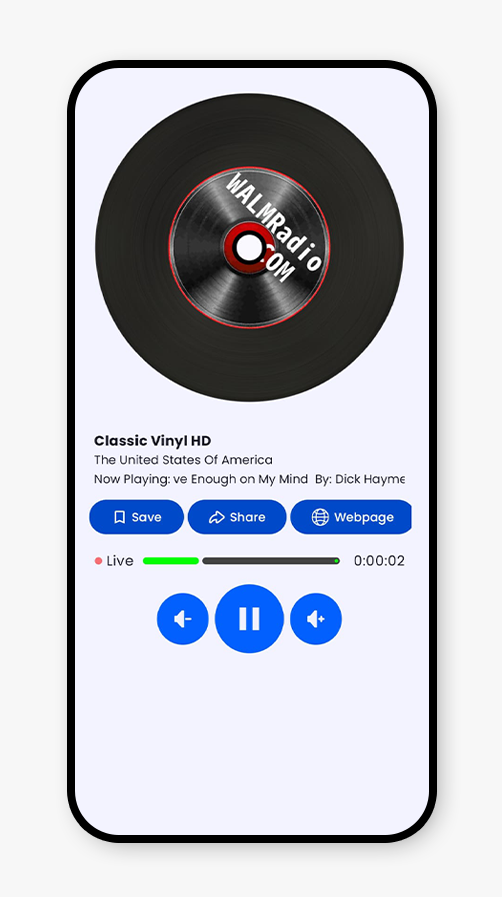 WALMRadio
.COM
Classic Vinyl HD
The United States Of America
Now Playing: ve Enough on My Mind By: Dick Hayme
Save
Share
Webpage
Live
0:00:02